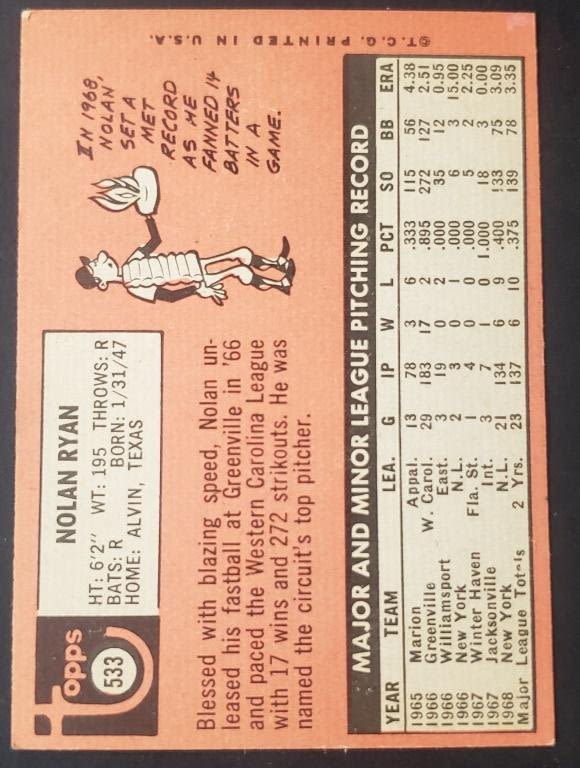 Topps
533
NOLAN RYAN
HT: 6'2" WT: 195 THROWS: R
BATS: R BORN: 1/31/47
HOME: ALVIN, TEXAS
IN 1968,
NOLAN,
SET A
MET
RECORD
AS HE
FANNED 14
BATTERS
IN A
GAME.
Blessed with blazing speed, Nolan un-
leased his fastball at Greenville in '66
and paced the Western Carolina League
with 17 wins and 272 strikouts. He was
named the circuit's top pitcher.
MAJOR AND MINOR LEAGUE PITCHING RECORD
YEAR TEAM LEA. G IP W L PCT SO BB ERA
1965 Marion Appal. 13 78 3 6 .333 115 56 4.38
1966 Greenville W. Carol. 29 183 17 2 .895 272 127 2.51
1966 Williamsport East. 3 19 0 2 .000 35 12 0.95
1966 New York N.L. 2 3 0 1 .000 6 3 15.00
1967 Winter Haven Fla. St. 1 4 0 0 .000 5 2 2.25
1967 Jacksonville Int. 3 7 1 0 1.000 18 3 0.00
1968 New York N.L. 21 134 6 9 .400 133 75 3.09
Major League Totals 2 Yrs. 23 137 6 10 .375 139 78 3.35
©T.C.G. PRINTED IN U.S.A.